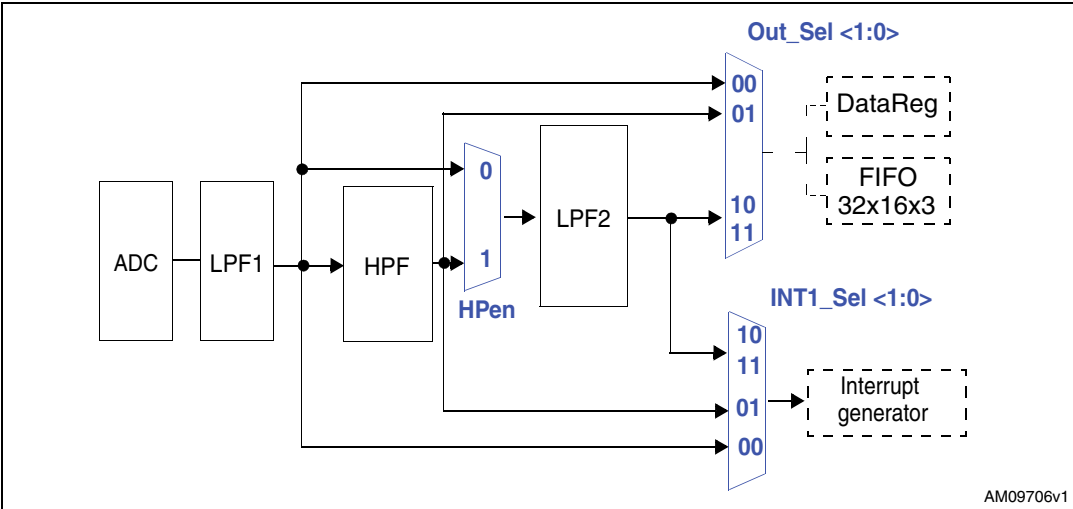 Out_Sel <1:0>
00
01
10
11
DataReg
FIFO
32x16x3
ADC
LPF1
HPF
0
1
HPen
LPF2
INT1_Sel <1:0>
10
11
01
00
Interrupt
generator
AM09706v1